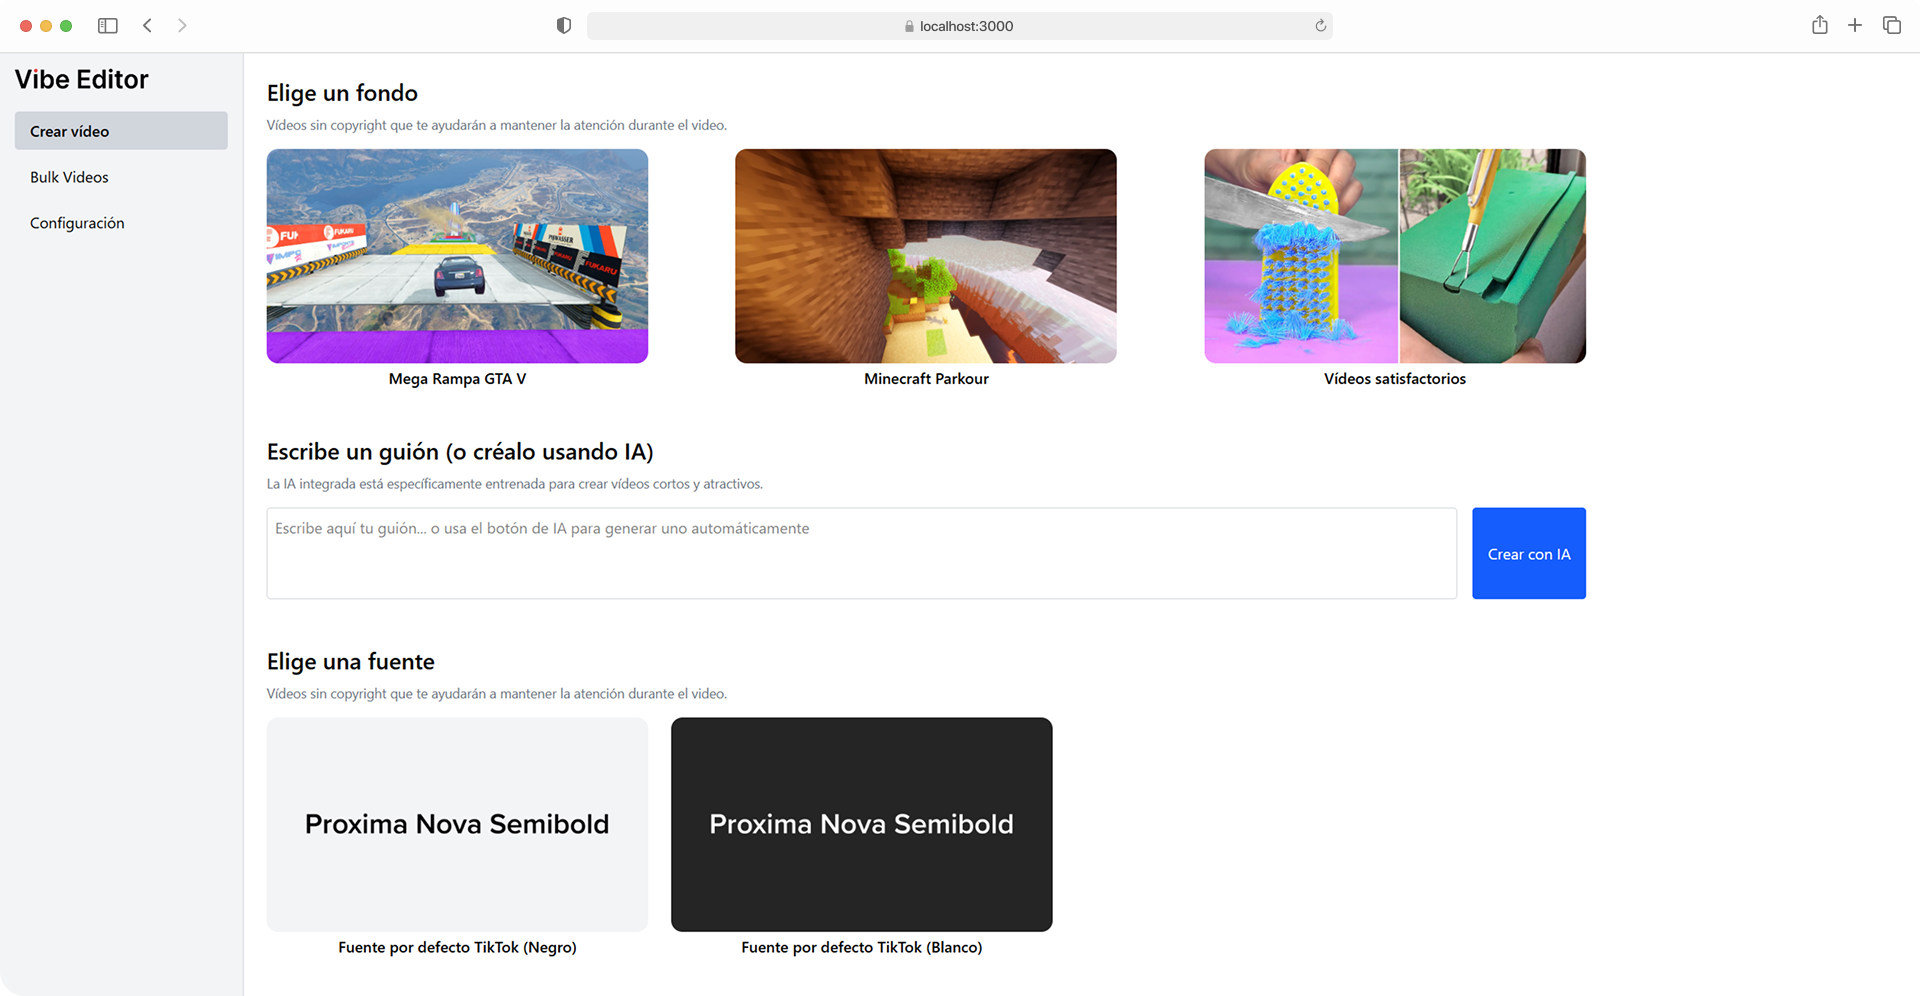 localhost:3000
Vibe Editor
Crear vídeo
Bulk Videos
Configuración
Elige un fondo
Vídeos sin copyright que te ayudarán a mantener la atención durante el video.
FUKARU
FUKARU
Mega Rampa GTA V
Minecraft Parkour
Vídeos satisfactorios
Escribe un guión (o créalo usando IA)
La IA integrada está específicamente entrenada para crear vídeos cortos y atractivos.
Escribe aquí tu guión... o usa el botón de IA para generar uno automáticamente
Crear con IA
Elige una fuente
Vídeos sin copyright que te ayudarán a mantener la atención durante el video.
Proxima Nova Semibold
Proxima Nova Semibold
Fuente por defecto TikTok (Negro)
Fuente por defecto TikTok (Blanco)